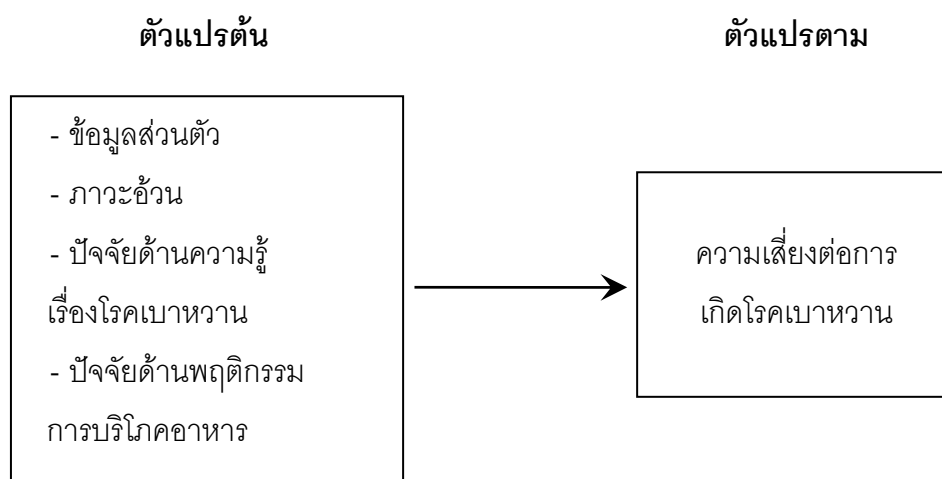 ตัวแปรต้น
ตัวแปรตาม
- ข้อมูลส่วนตัว
- ภาวะอ้วน
- ปัจจัยด้านความรู้
เรื่องโรคเบาหวาน
- ปัจจัยด้านพฤติกรรม
การบริโภคอาหาร
ความเสี่ยงต่อการ
เกิดโรคเบาหวาน